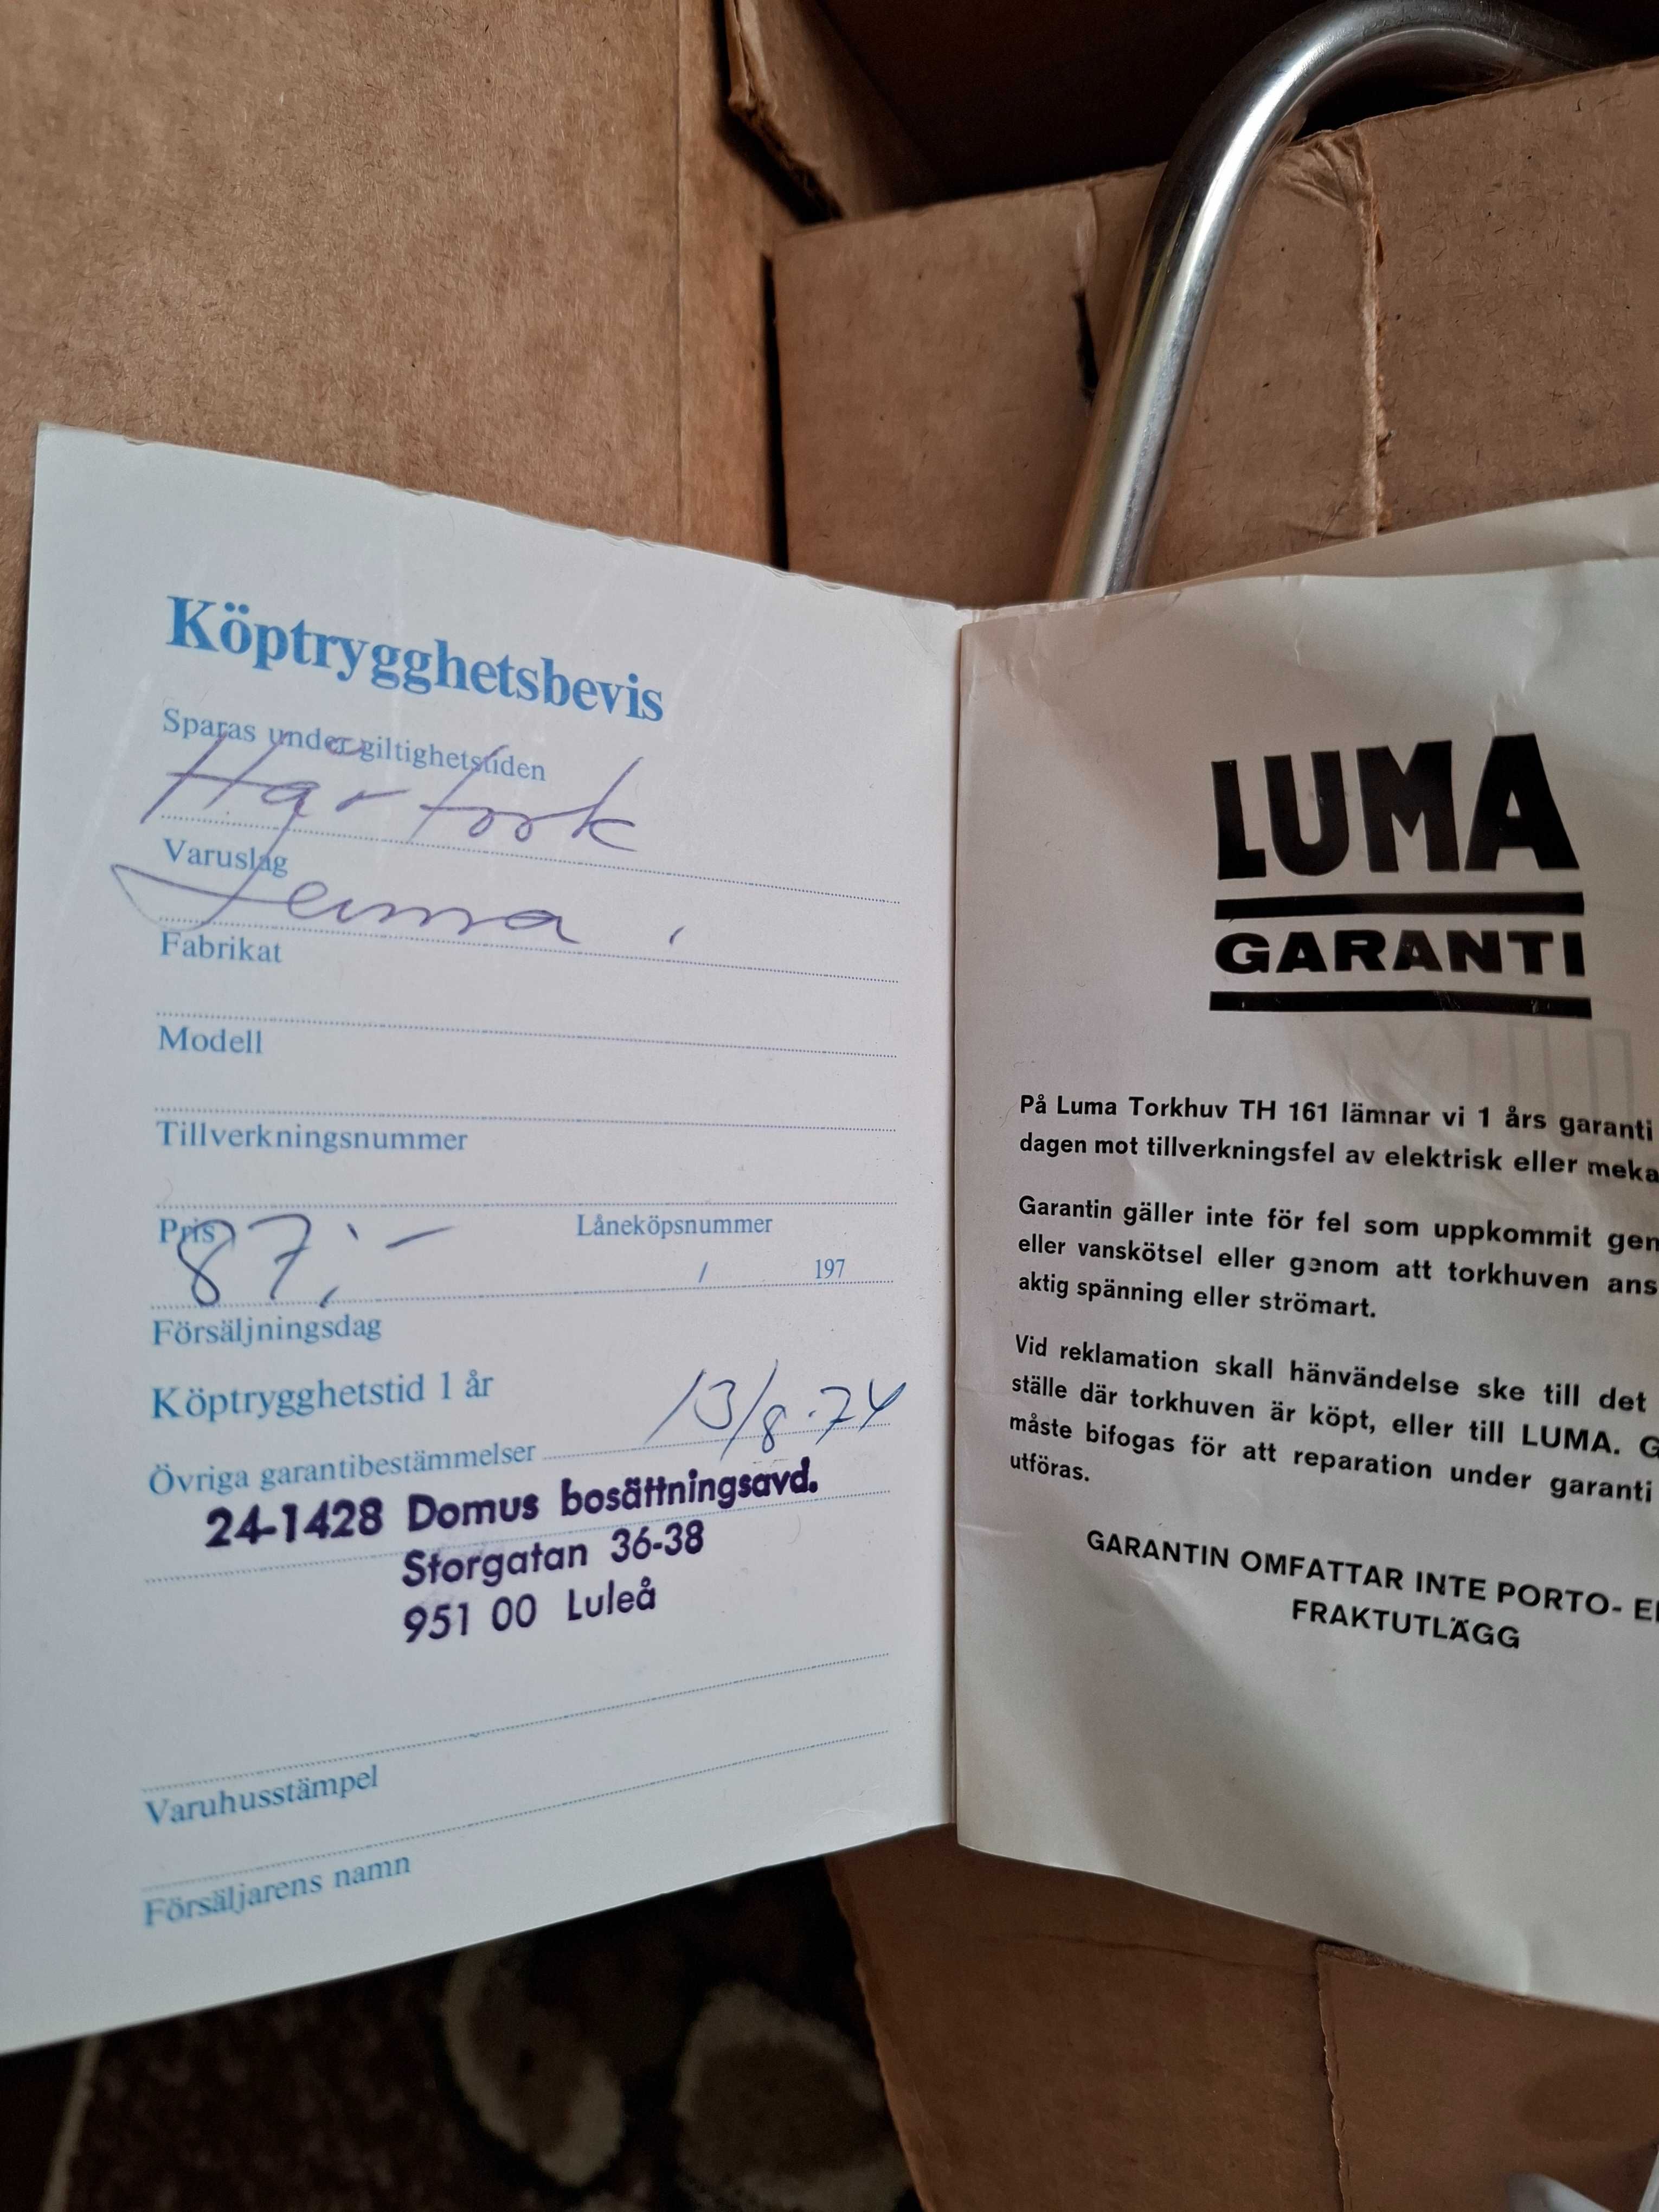 Köptrygghetsbevis
Sparas under giltighetstiden
Hårtork
Varuslag
Luma
Fabrikat
Modell
Tillverkningsnummer
Pris
Låneköpsnummer
87,-
/ 197
Försäljningsdag
Köptrygghetstid 1 år
13/8.74
Övriga garantibestämmelser
24-1428 Domus bosättningsavd.
Storgatan 36-38
951 00 Luleå
Varuhusstämpel
Försäljarens namn
LUMA
GARANTI
På Luma Torkhuv TH 161 lämnar vi 1 års garanti
dagen mot tillverkningsfel av elektrisk eller meka
Garantin gäller inte för fel som uppkommit gen
eller vanskötsel eller genom att torkhuven ans
aktig spänning eller strömart.
Vid reklamation skall hänvändelse ske till det
ställe där torkhuven är köpt, eller till LUMA. G
måste bifogas för att reparation under garanti
utföras.
GARANTIN OMFATTAR INTE PORTO- EL
FRAKTUTLÄGG